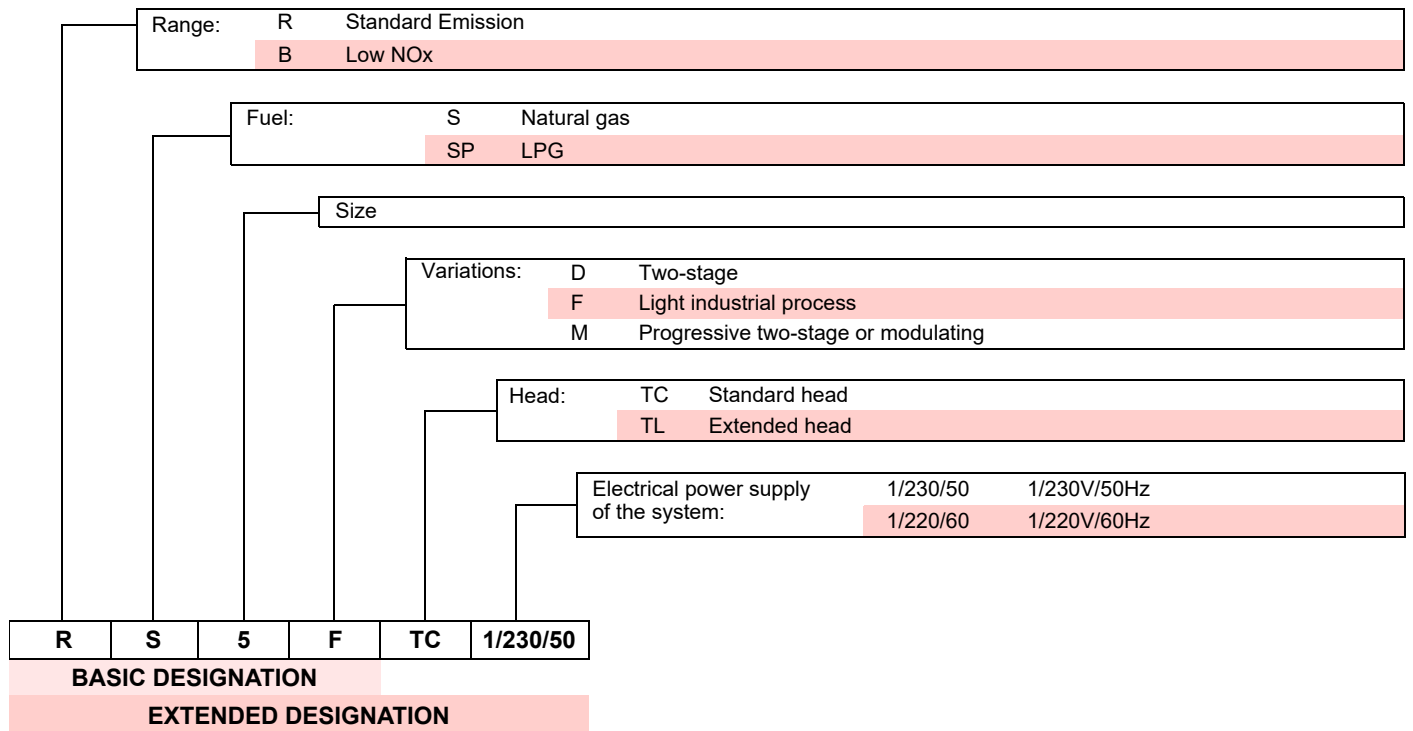 Range: R Standard Emission
B Low NOx
Fuel: S Natural gas
SP LPG
Size
Variations: D Two-stage
F Light industrial process
M Progressive two-stage or modulating
Head: TC Standard head
TL Extended head
Electrical power supply 1/230/50 1/230V/50Hz
of the system: 1/220/60 1/220V/60Hz
R S 5 F TC 1/230/50
BASIC DESIGNATION
EXTENDED DESIGNATION